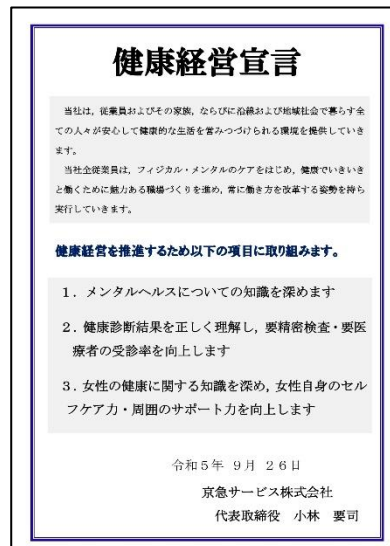 健康経営宣言
当社は，従業員およびその家族，ならびに沿線および地域社会で暮らす全
ての人々が安心して健康的な生活を営みつづけられる環境を提供していき
ます。
当社全従業員は，フィジカル・メンタルのケアをはじめ，健康でいきいき
と働くために魅力ある職場づくりを進め，常に働き方を改革する姿勢を持ち
実行していきます。
健康経営を推進するため以下の項目に取り組みます。
１．メンタルヘルスについての知識を深めます
２．健康診断結果を正しく理解し，要精密検査・要医
療者の受診率を向上します
３．女性の健康に関する知識を深め，女性自身のセル
フケア力・周囲のサポート力を向上します
令和５年 ９月 ２６日
京急サービス株式会社
代表取締役 小林 要司